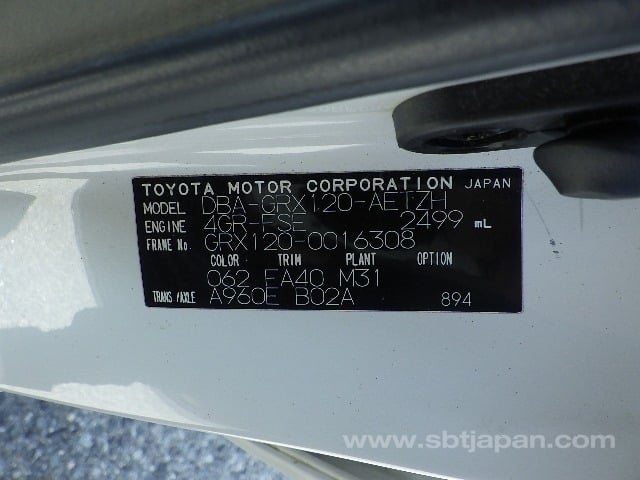 TOYOTA MOTOR CORPORATION JAPAN
MODEL DBA-GRX120-AETZH
ENGINE 4GR-FSE 2499 mL
FRAME No. GRX120-0016308
COLOR TRIM PLANT OPTION
062 FA40 M31
TRANS/AXLE A960E B02A 894
www.sbtjapan.com